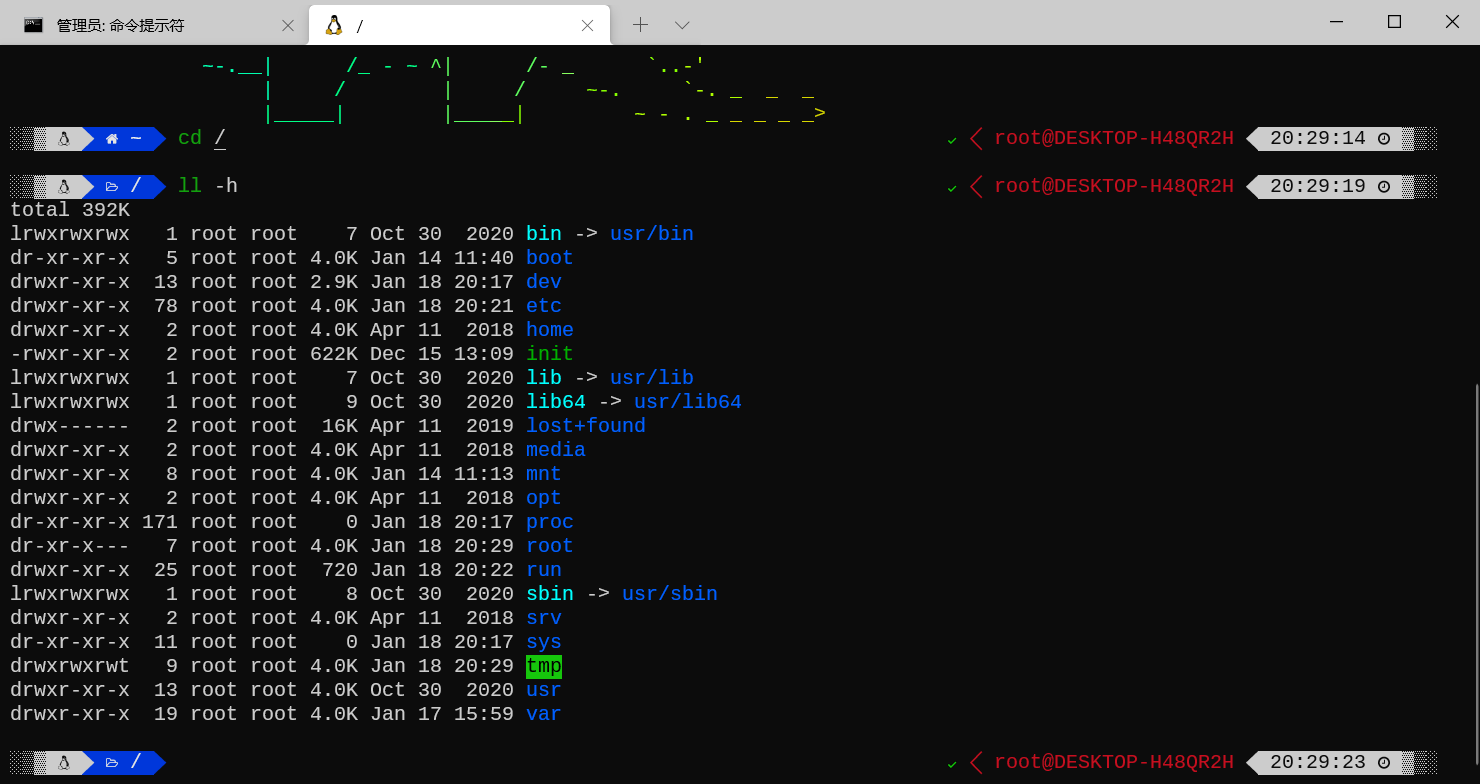 管理员: 命令提示符 /
~-.__|      /_ - ~ ^|      /- _      `..-'
|     /        |     /     ~-.     `-. _  _  _
|_____|        |_____|         ~ - . _ _ _ _ _>
~ cd / root@DESKTOP-H48QR2H 20:29:14
/ ll -h root@DESKTOP-H48QR2H 20:29:19
total 392K
lrwxrwxrwx   1 root root    7 Oct 30  2020 bin -> usr/bin
dr-xr-xr-x   5 root root 4.0K Jan 14 11:40 boot
drwxr-xr-x  13 root root 2.9K Jan 18 20:17 dev
drwxr-xr-x  78 root root 4.0K Jan 18 20:21 etc
drwxr-xr-x   2 root root 4.0K Apr 11  2018 home
-rwxr-xr-x   2 root root 622K Dec 15 13:09 init
lrwxrwxrwx   1 root root    7 Oct 30  2020 lib -> usr/lib
lrwxrwxrwx   1 root root    9 Oct 30  2020 lib64 -> usr/lib64
drwx------   2 root root  16K Apr 11  2019 lost+found
drwxr-xr-x   2 root root 4.0K Apr 11  2018 media
drwxr-xr-x   8 root root 4.0K Jan 14 11:13 mnt
drwxr-xr-x   2 root root 4.0K Apr 11  2018 opt
dr-xr-xr-x 171 root root    0 Jan 18 20:17 proc
dr-xr-x---   7 root root 4.0K Jan 18 20:29 root
drwxr-xr-x  25 root root  720 Jan 18 20:22 run
lrwxrwxrwx   1 root root    8 Oct 30  2020 sbin -> usr/sbin
drwxr-xr-x   2 root root 4.0K Apr 11  2018 srv
dr-xr-xr-x  11 root root    0 Jan 18 20:17 sys
drwxrwxrwt   9 root root 4.0K Jan 18 20:29 tmp
drwxr-xr-x  13 root root 4.0K Oct 30  2020 usr
drwxr-xr-x  19 root root 4.0K Jan 17 15:59 var
/ root@DESKTOP-H48QR2H 20:29:23